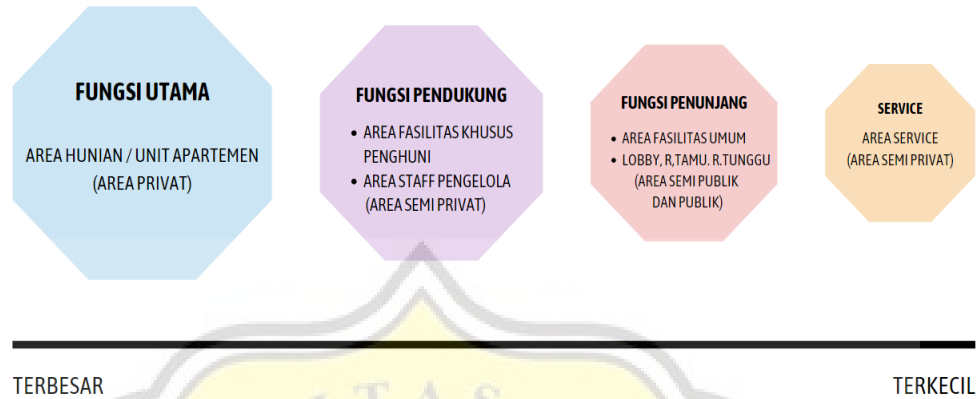 FUNGSI UTAMA
AREA HUNIAN / UNIT APARTEMEN
(AREA PRIVAT)
FUNGSI PENDUKUNG
• AREA FASILITAS KHUSUS
PENGHUNI
• AREA STAFF PENGELOLA
(AREA SEMI PRIVAT)
FUNGSI PENUNJANG
• AREA FASILITAS UMUM
• LOBBY, R,TAMU. R.TUNGGU
(AREA SEMI PUBLIK
DAN PUBLIK)
SERVICE
AREA SERVICE
(AREA SEMI PRIVAT)
TERBESAR
TERKECIL